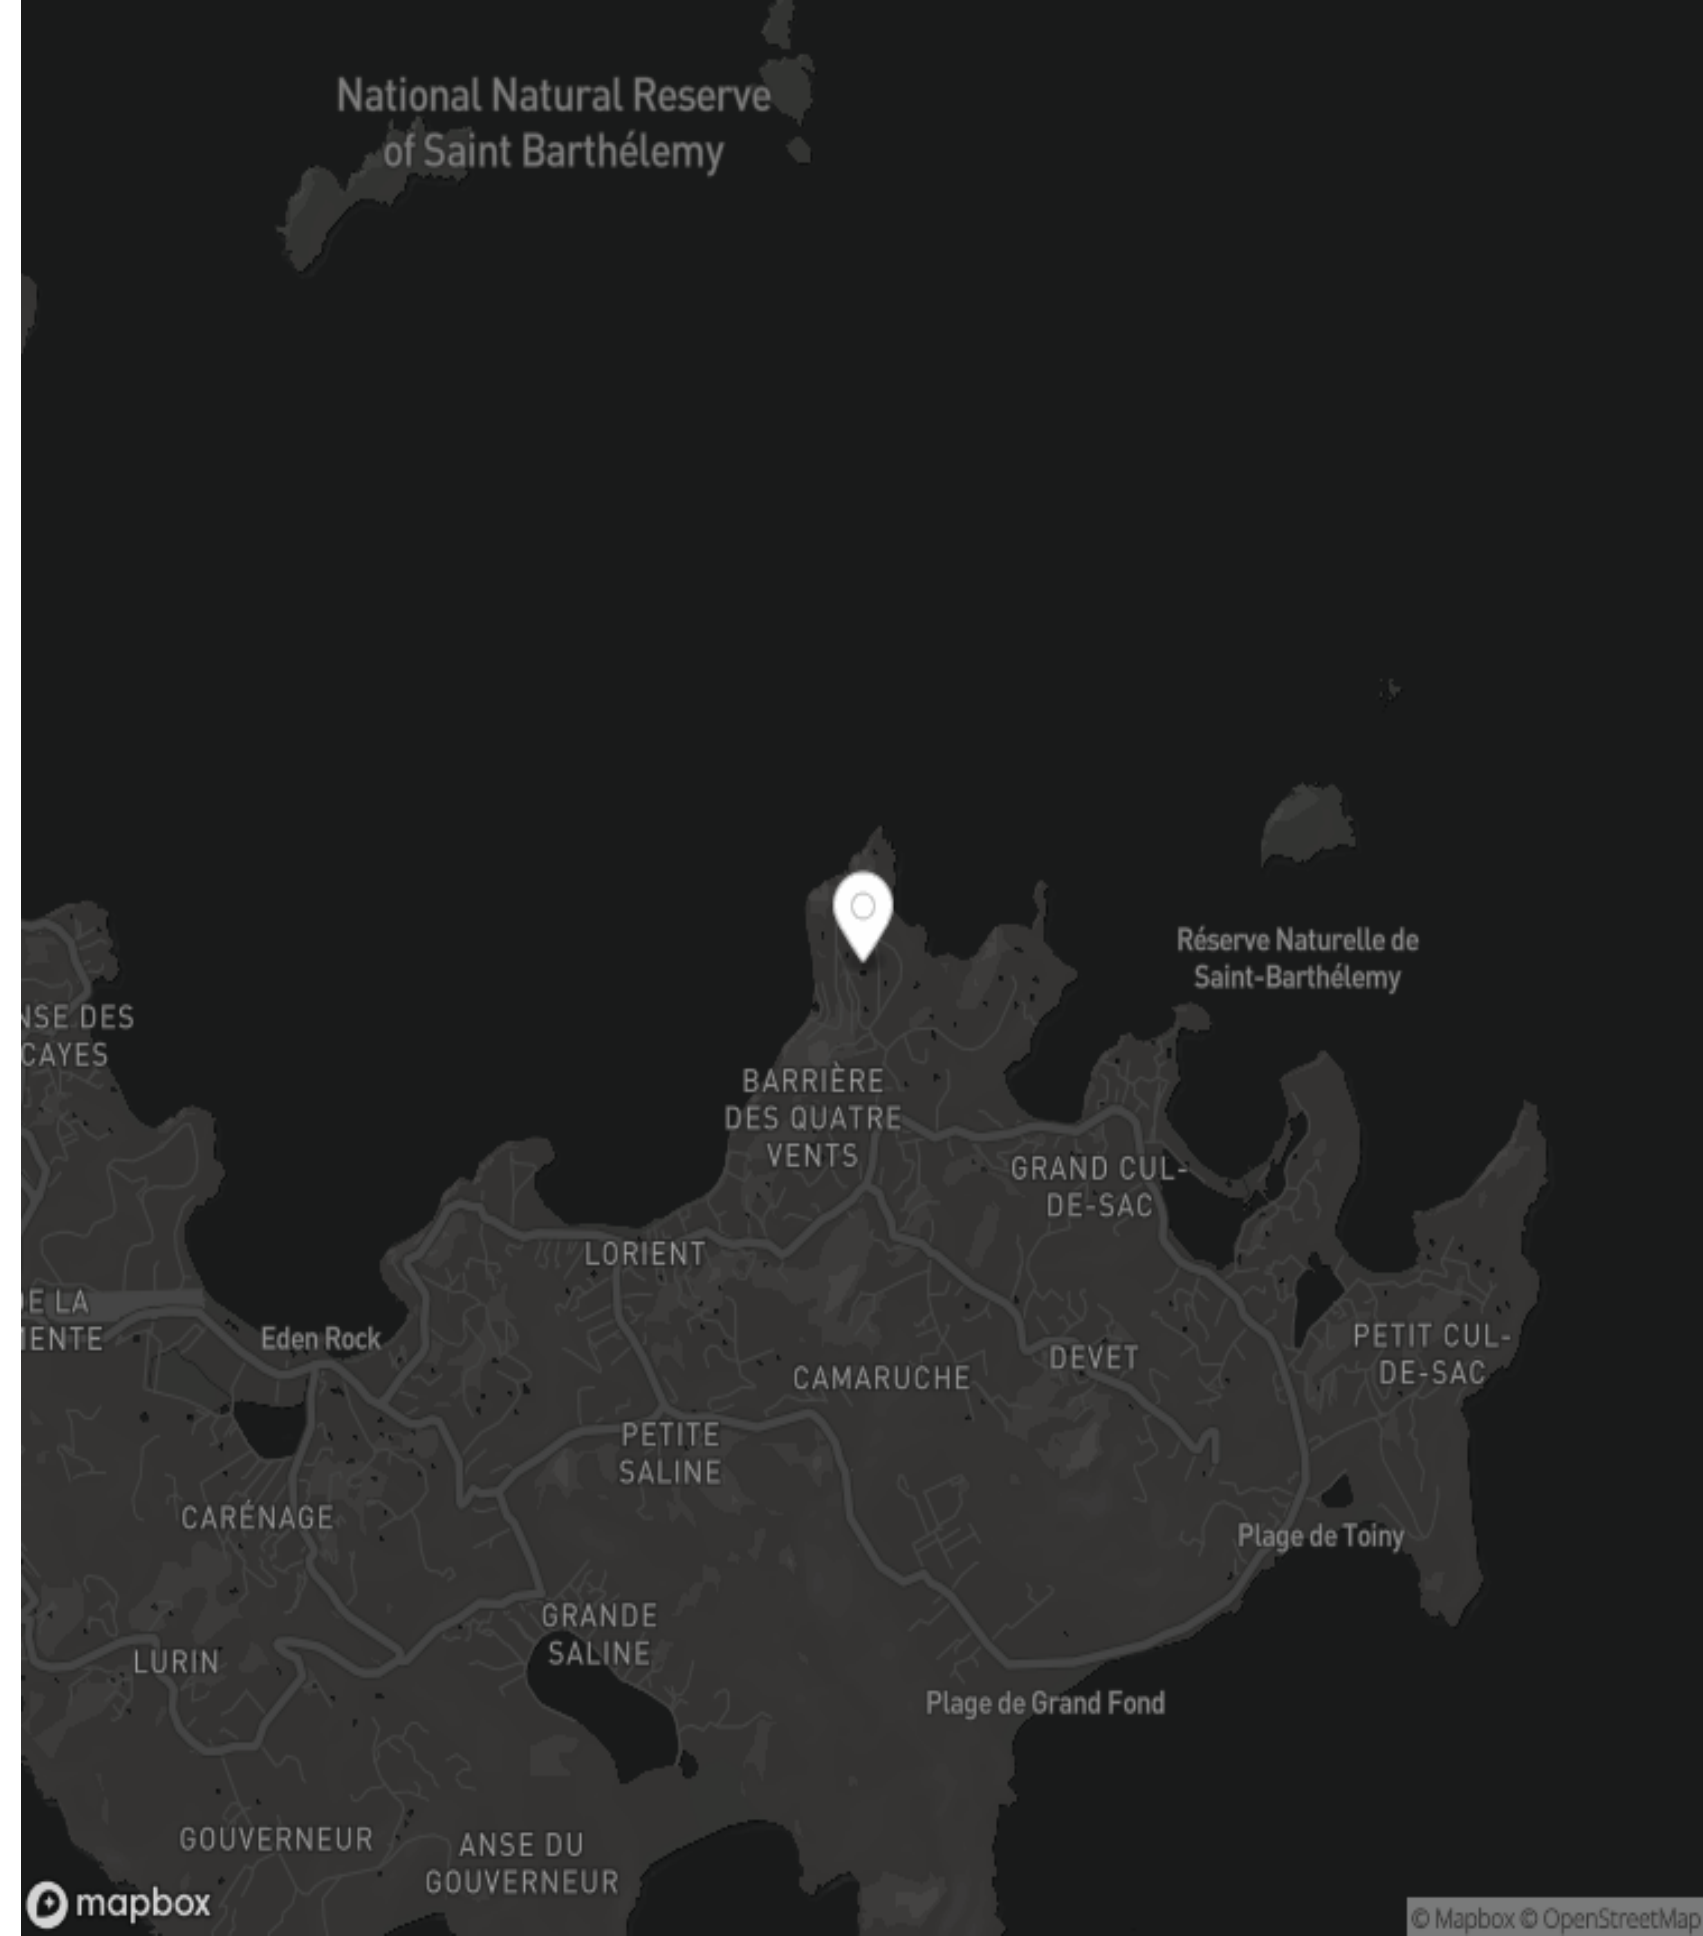 National Natural Reserve
of Saint Barthélemy
Réserve Naturelle de
Saint-Barthélemy
NSE DES
CAYES
BARRIÈRE
DES QUATRE
VENTS
GRAND CUL-
DE-SAC
LORIENT
DE LA
MENTE
Eden Rock
PETIT CUL-
DE-SAC
DEVET
CAMARUCHE
PETITE
SALINE
CARÉNAGE
Plage de Toiny
GRANDE
SALINE
LURIN
Plage de Grand Fond
GOUVERNEUR
ANSE DU
GOUVERNEUR
mapbox
© Mapbox © OpenStreetMap